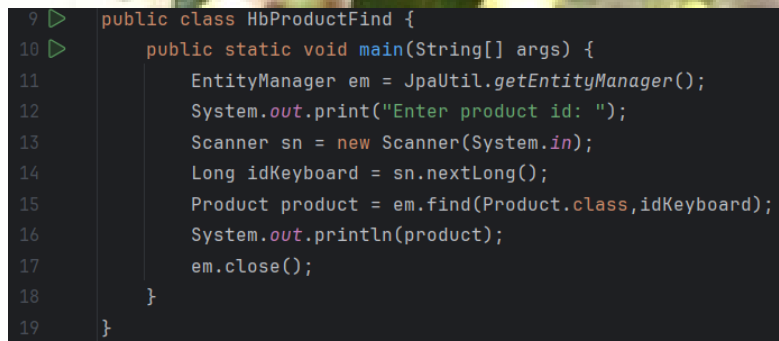 9 public class HbProductFind {
10 public static void main(String[] args) {
11 EntityManager em = JpaUtil.getEntityManager();
12 System.out.print("Enter product id: ");
13 Scanner sn = new Scanner(System.in);
14 Long idKeyboard = sn.nextLong();
15 Product product = em.find(Product.class,idKeyboard);
16 System.out.println(product);
17 em.close();
18 }
19 }